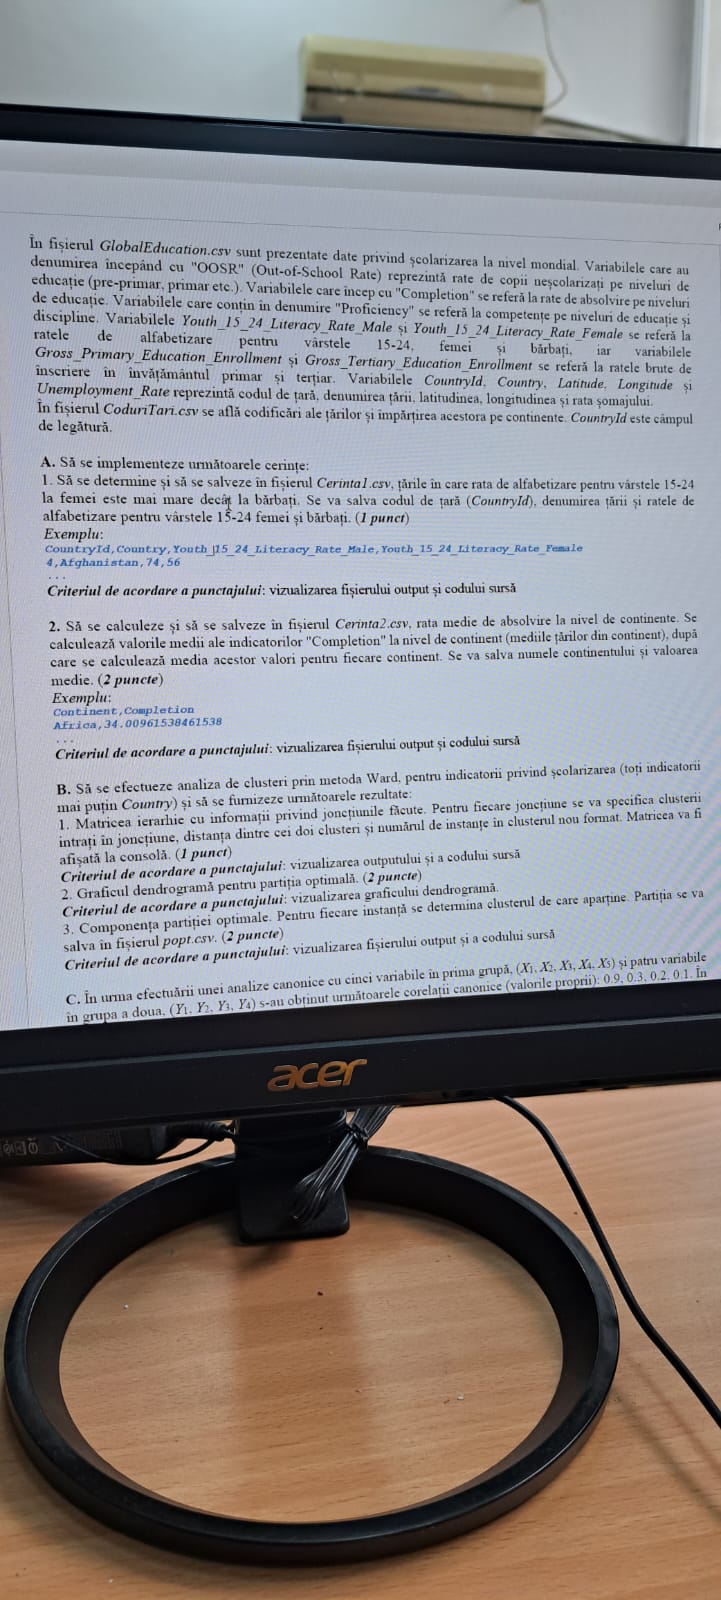 În fișierul GlobalEducation.csv sunt prezentate date privind școlarizarea la nivel mondial. Variabilele care au
denumirea începând cu "OOSR" (Out-of-School Rate) reprezintă rate de copii neșcolarizați pe niveluri de
educație (pre-primar, primar etc.). Variabilele care încep cu "Completion" se referă la rate de absolvire pe niveluri
de educație. Variabilele care conțin în denumire "Proficiency" se referă la competențe pe niveluri de educație și
discipline. Variabilele Youth_15_24_Literacy_Rate_Male și Youth_15_24_Literacy_Rate_Female se referă la
ratele de alfabetizare pentru vârstele 15-24, femei și bărbați, iar variabilele
Gross_Primary_Education_Enrollment și Gross_Tertiary_Education_Enrollment se referă la ratele brute de
înscriere în învățământul primar și terțiar. Variabilele CountryId, Country, Latitude, Longitude și
Unemployment_Rate reprezintă codul de țară, denumirea țării, latitudinea, longitudinea și rata șomajului.
În fișierul CoduriTari.csv se află codificări ale țărilor și împărțirea acestora pe continente. CountryId este câmpul
de legătură.
A. Să se implementeze următoarele cerințe:
1. Să se determine și să se salveze în fișierul Cerinta1.csv, țările în care rata de alfabetizare pentru vârstele 15-24
la femei este mai mare decât la bărbați. Se va salva codul de țară (CountryId), denumirea țării și ratele de
alfabetizare pentru vârstele 15-24 femei și bărbați. (1 punct)
Exemplu:
CountryId,Country,Youth_15_24_Literacy_Rate_Male,Youth_15_24_Literacy_Rate_Female
4,Afghanistan,74,56
...
Criteriul de acordare a punctajului: vizualizarea fișierului output și codului sursă
2. Să se calculeze și să se salveze în fișierul Cerinta2.csv, rata medie de absolvire la nivel de continente. Se
calculează valorile medii ale indicatorilor "Completion" la nivel de continent (mediile țărilor din continent), după
care se calculează media acestor valori pentru fiecare continent. Se va salva numele continentului și valoarea
medie. (2 puncte)
Exemplu:
Continent,Completion
Africa,34.00961538461538
...
Criteriul de acordare a punctajului: vizualizarea fișierului output și codului sursă
B. Să se efectueze analiza de clusteri prin metoda Ward, pentru indicatorii privind școlarizarea (toți indicatorii
mai puțin Country) și să se furnizeze următoarele rezultate:
1. Matricea ierarhie cu informații privind joncțiunile făcute. Pentru fiecare joncțiune se va specifica clusterii
intrați în joncțiune, distanța dintre cei doi clusteri și numărul de instanțe în clusterul nou format. Matricea va fi
afișată la consolă. (1 punct)
Criteriul de acordare a punctajului: vizualizarea outputului și a codului sursă
2. Graficul dendrogramă pentru partiția optimală. (2 puncte)
Criteriul de acordare a punctajului: vizualizarea graficului dendrogramă.
3. Componența partiției optimale. Pentru fiecare instanță se determina clusterul de care aparține. Partiția se va
salva în fișierul popt.csv. (2 puncte)
Criteriul de acordare a punctajului: vizualizarea fișierului output și a codului sursă
C. În urma efectuării unei analize canonice cu cinci variabile în prima grupă, (X1, X2, X3, X4, X5) și patru variabile
în grupa a doua, (Y1, Y2, Y3, Y4) s-au obținut următoarele corelații canonice (valorile proprii): 0.9, 0.3, 0.2, 0.1. În
acer